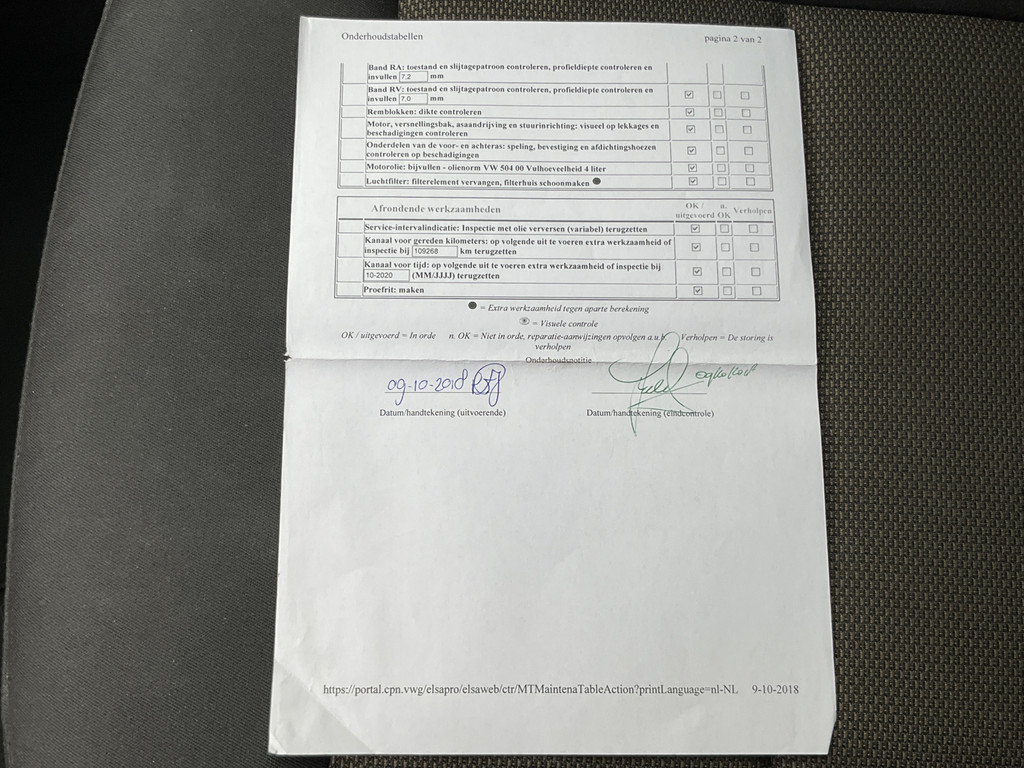 Onderhoudstabellen pagina 2 van 2
Band RA: toestand en slijtagepatroon controleren, profieldiepte controleren en
invullen 7,2 mm
Band RV: toestand en slijtagepatroon controleren, profieldiepte controleren en
invullen 7,0 mm
Remblokken: dikte controleren
Motor, versnellingsbak, asaandrijving en stuurinrichting: visueel op lekkages en
beschadigingen controleren
Onderdelen van de voor- en achteras: speling, bevestiging en afdichtingshoezen
controleren op beschadigingen
Motorolie: bijvullen - olienorm VW 504 00 Vulhoeveelheid 4 liter
Luchtfilter: filterelement vervangen, filterhuis schoonmaken
Afrondende werkzaamheden OK / uitgevoerd n. OK Verholpen
Service-intervalindicatie: Inspectie met olie verversen (variabel) terugzetten
Kanaal voor gereden kilometers: op volgende uit te voeren extra werkzaamheid of
inspectie bij 109268 km terugzetten
Kanaal voor tijd: op volgende uit te voeren extra werkzaamheid of inspectie bij
10-2020 (MM/JJJJ) terugzetten
Proefrit: maken
= Extra werkzaamheid tegen aparte berekening
= Visuele controle
OK / uitgevoerd = In orde n. OK = Niet in orde, reparatie-aanwijzingen opvolgen a.u.b. Verholpen = De storing is
verholpen
Onderhoudsnotitie
09-10-2018
Datum/handtekening (uitvoerende) Datum/handtekening (eindcontrole)
https://portal.cpn.vwg/elsapro/elsaweb/ctr/MTMaintenaTableAction?printLanguage=nl-NL 9-10-2018